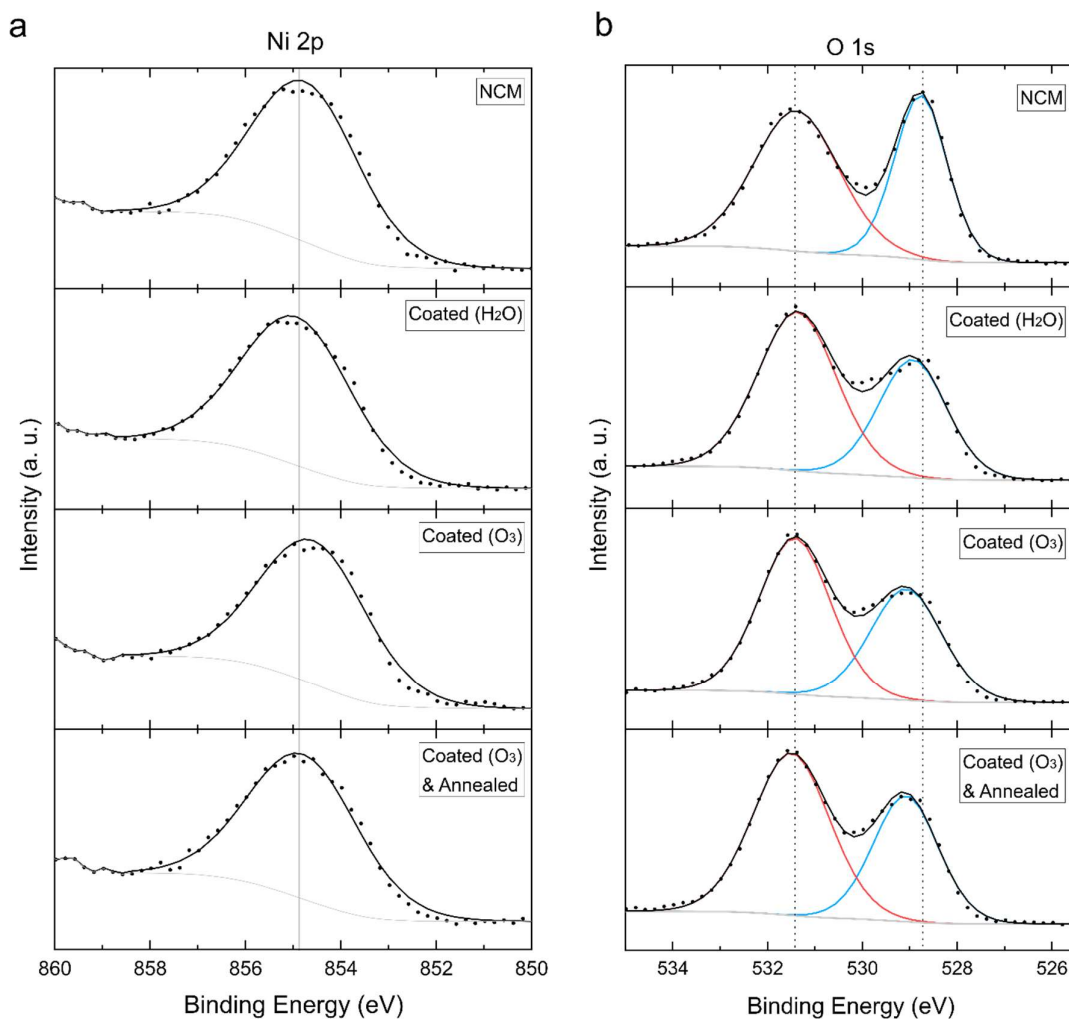 a
Ni 2p
NCM
Coated (H2O)
Coated (O3)
Coated (O3)
& Annealed
Intensity (a. u.)
860 858 856 854 852 850
Binding Energy (eV)
b
O 1s
NCM
Coated (H2O)
Coated (O3)
Coated (O3)
& Annealed
Intensity (a. u.)
534 532 530 528 526
Binding Energy (eV)